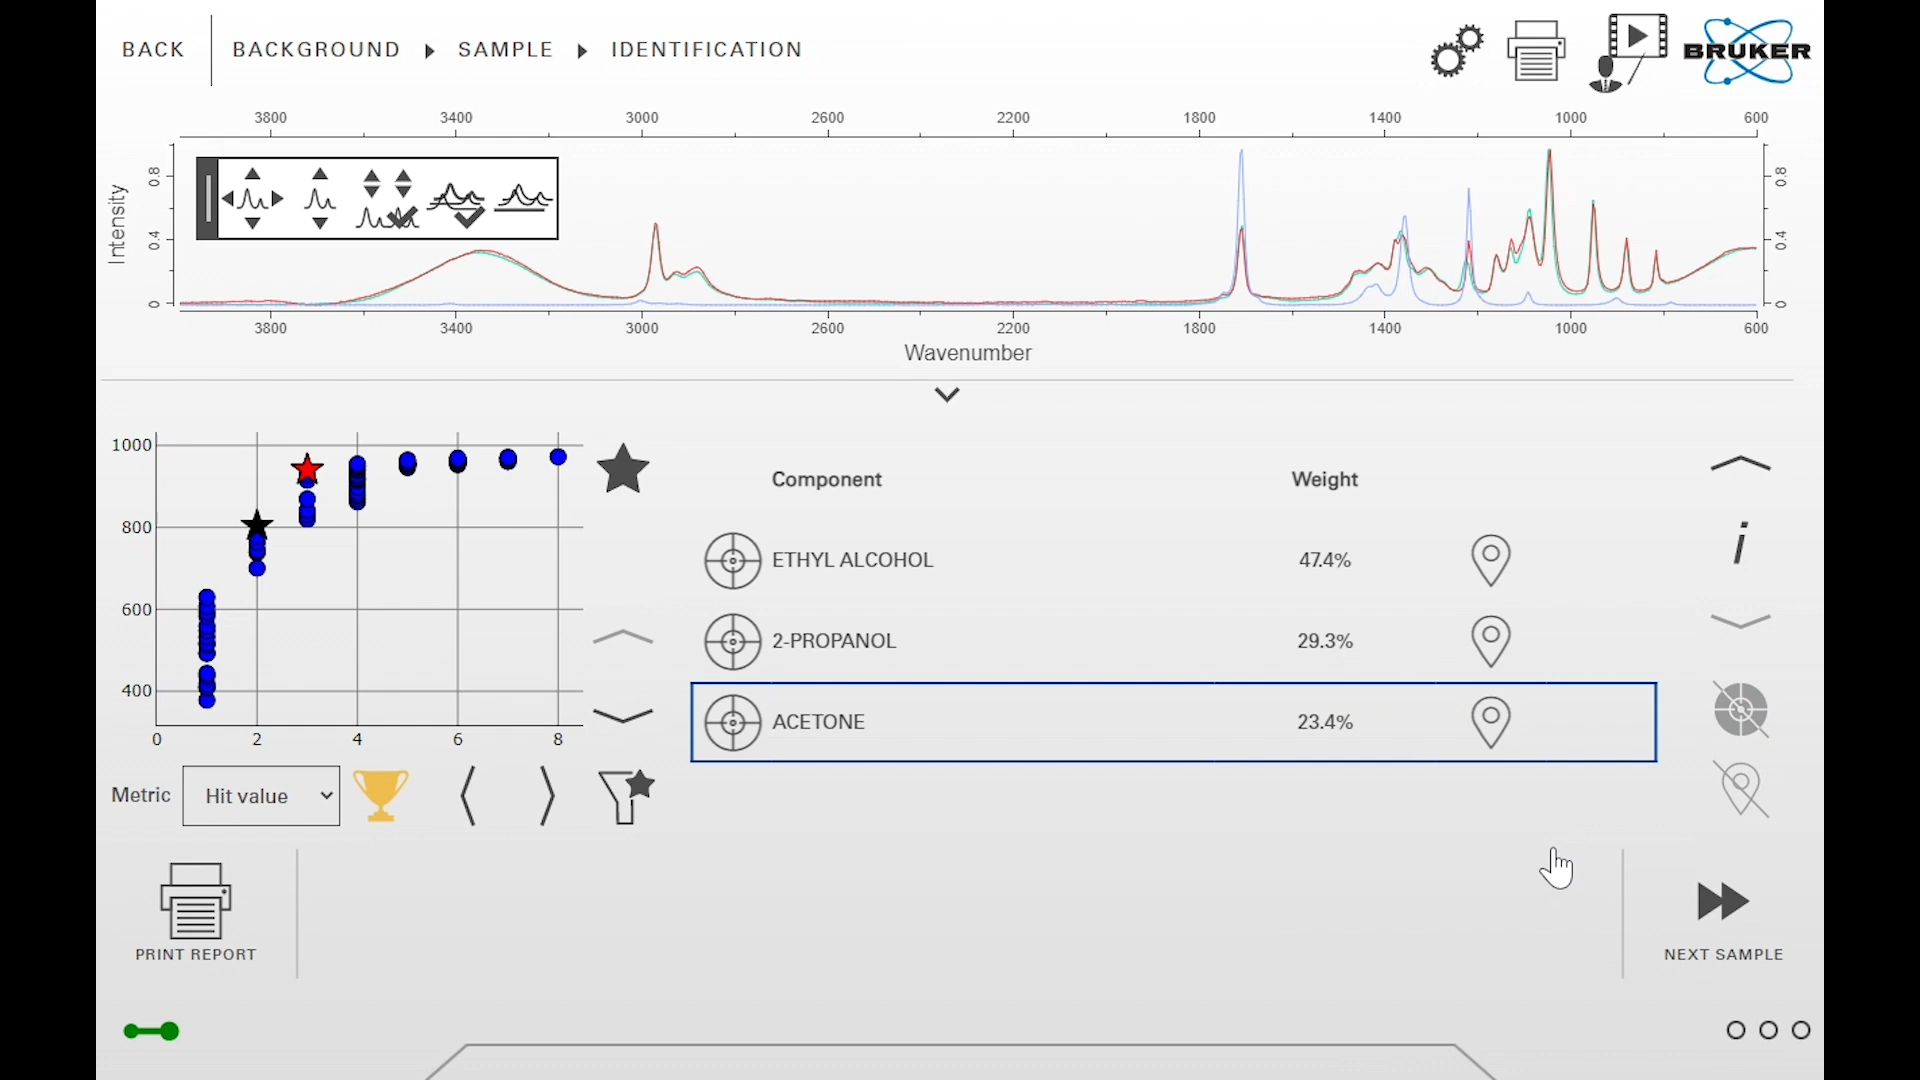 BACK BACKGROUND SAMPLE IDENTIFICATION
BRUKER
3800 3400 3000 2600 2200 1800 1400 1000 600
Intensity
0.8 0.4 0
0.8 0.4 0
3800 3400 3000 2600 2200 1800 1400 1000 600
Wavenumber
1000
800
600
400
0 2 4 6 8
Metric Hit value
Component Weight
ETHYL ALCOHOL 47.4%
2-PROPANOL 29.3%
ACETONE 23.4%
i
PRINT REPORT
NEXT SAMPLE